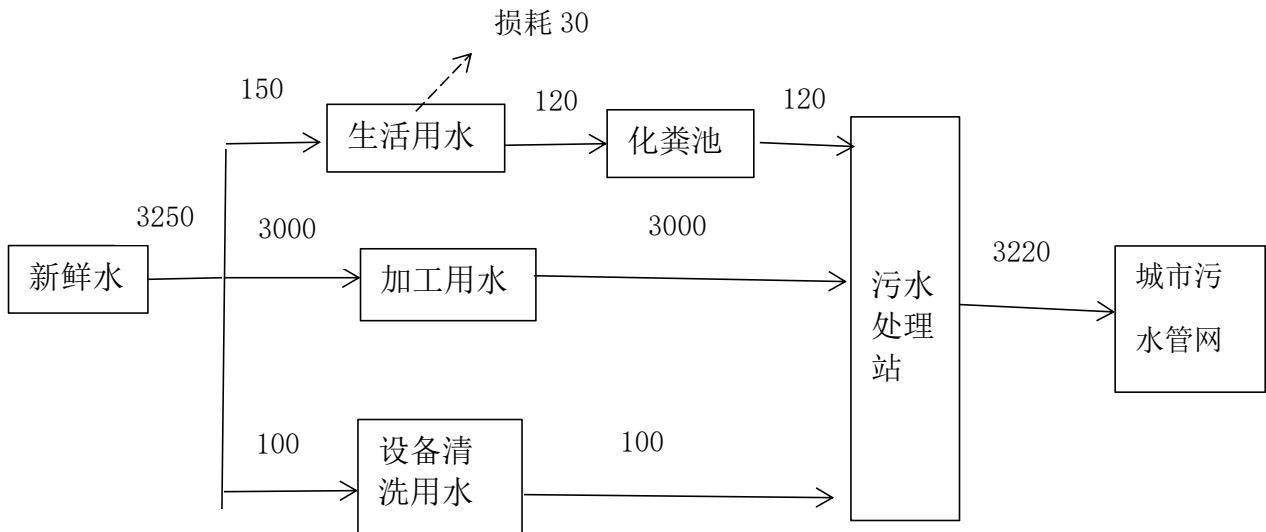 损耗 30
150
生活用水
120
化粪池
120
3250
3000
3000
新鲜水
加工用水
污水
处理
站
3220
城市污
水管网
100
设备清
洗用水
100